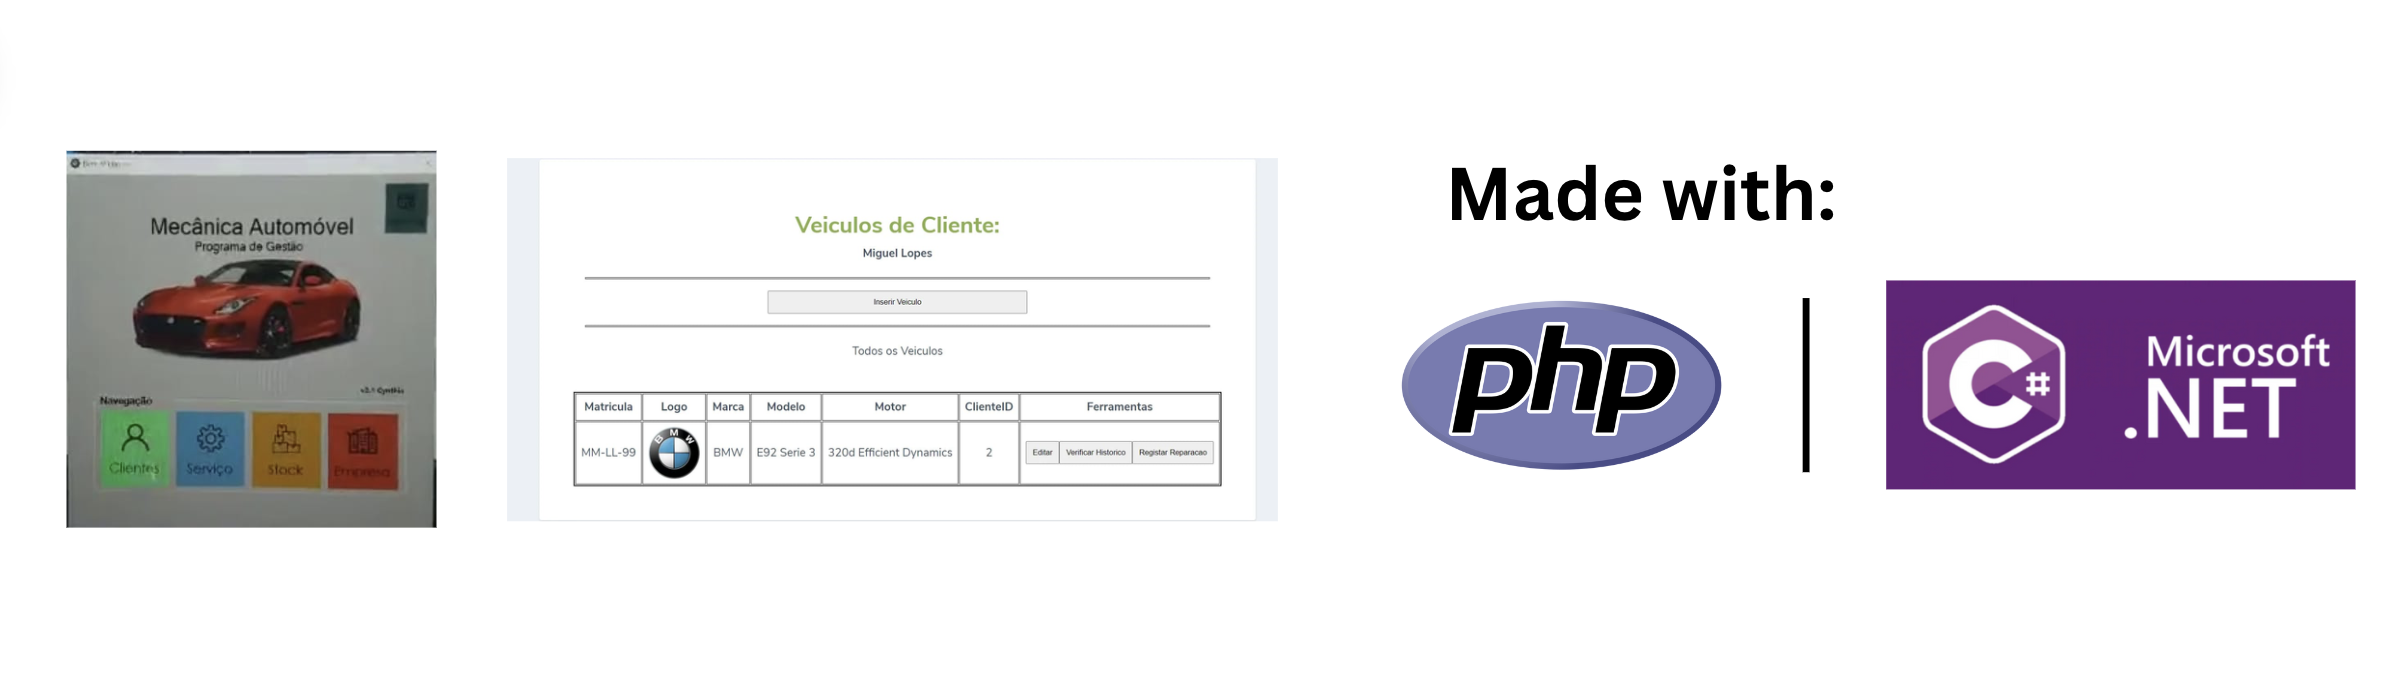 Mecânica Automóvel
Programa de Gestão
v2.1 Cynthia
Navegação
Clientes
Serviço
Stock
Empresa
Veiculos de Cliente:
Miguel Lopes
Inserir Veiculo
Todos os Veiculos
Matricula Logo Marca Modelo Motor ClienteID Ferramentas
MM-LL-99 BMW BMW E92 Serie 3 320d Efficient Dynamics 2 Editar Verificar Historico Registar Reparacao
Made with:
php
C#
Microsoft
.NET